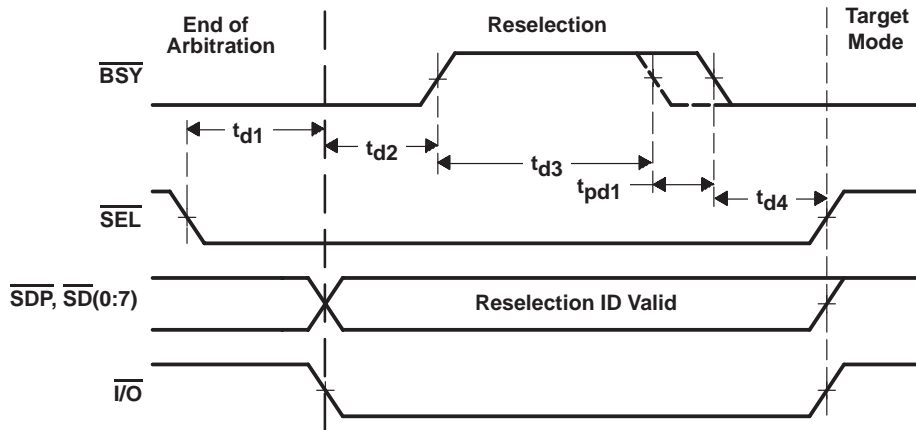 End of
Arbitration
Reselection
Target
Mode
BSY
td1
td2
td3
tpd1
td4
SEL
SDP, SD(0:7)
Reselection ID Valid
I/O